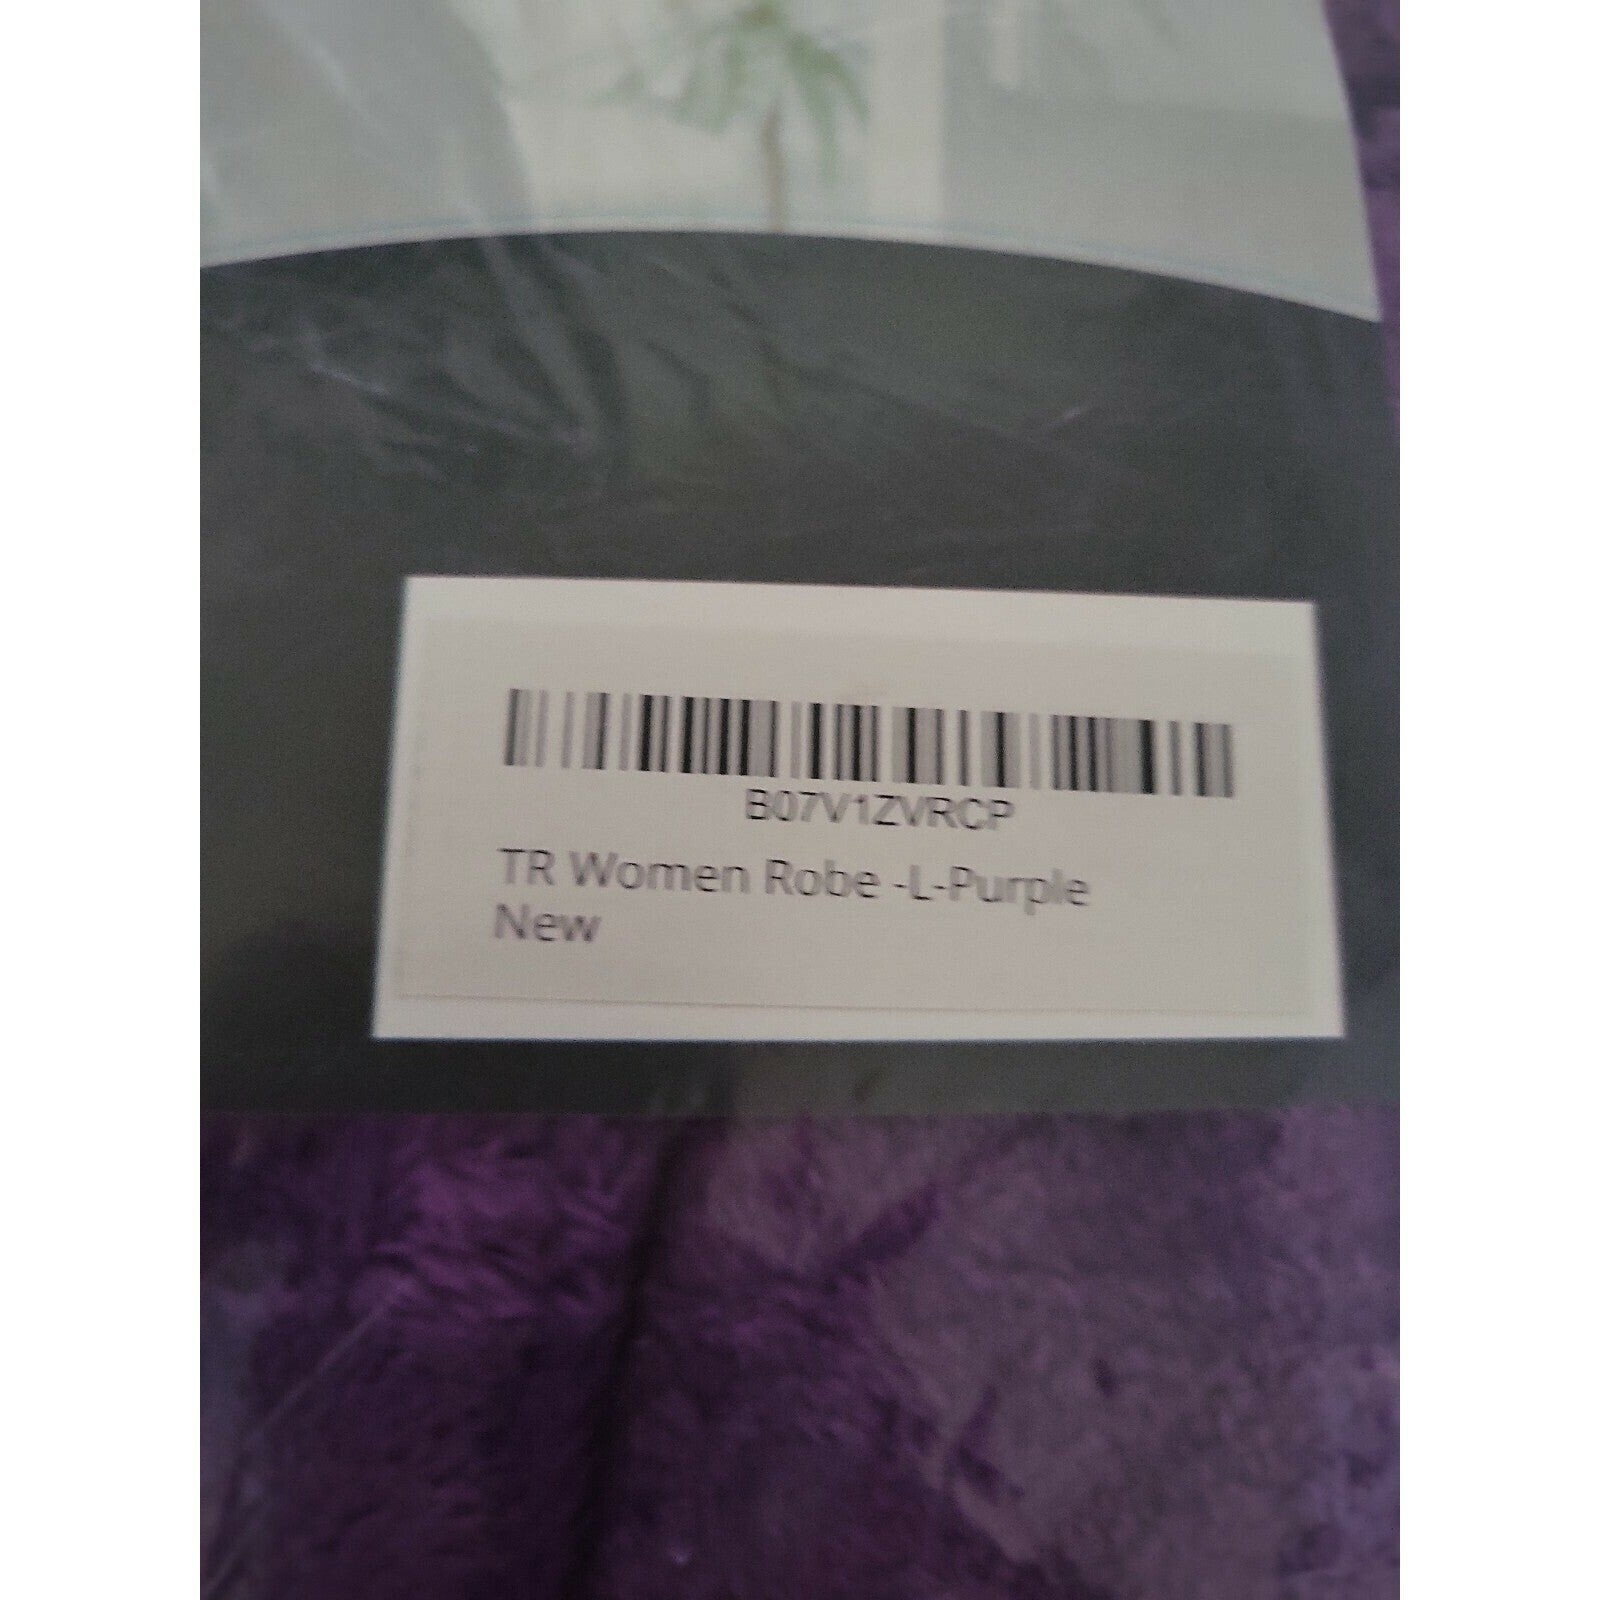 B07V1ZVRCP
TR Women Robe -L-Purple
New